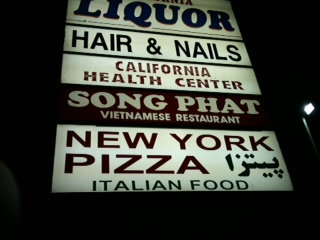 LIQUOR
HAIR & NAILS
CALIFORNIA
HEALTH CENTER
SONG PHAT
VIETNAMESE RESTAURANT
NEW YORK
PIZZA پیتزا
ITALIAN FOOD